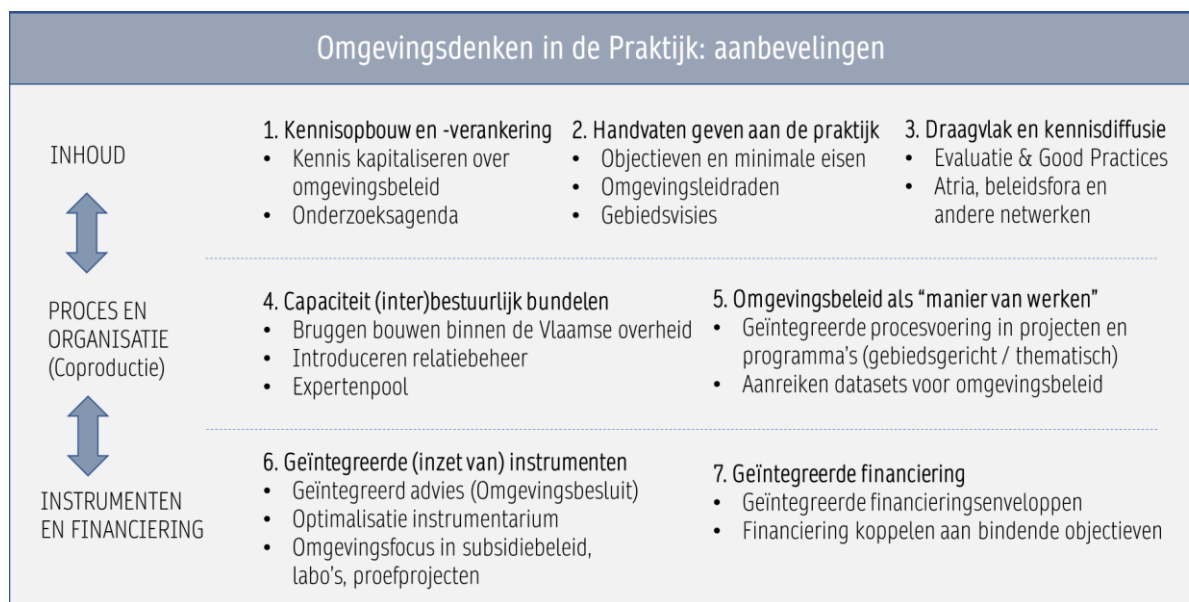 Omgevingsdenken in de Praktijk: aanbevelingen
INHOUD
1. Kennisopbouw en -verankering
• Kennis kapitaliseren over
omgevingsbeleid
• Onderzoeksagenda
2. Handvaten geven aan de praktijk
• Objectieven en minimale eisen
• Omgevingsleidraden
• Gebiedsvisies
3. Draagvlak en kennisdiffusie
• Evaluatie & Good Practices
• Atria, beleidsfora en
andere netwerken
PROCES EN
ORGANISATIE
(Coproductie)
4. Capaciteit (inter)bestuurlijk bundelen
• Bruggen bouwen binnen de Vlaamse overheid
• Introduceren relatiebeheer
• Expertenpool
5. Omgevingsbeleid als “manier van werken”
• Geïntegreerde procesvoering in projecten en
programma’s (gebiedsgericht / thematisch)
• Aanreiken datasets voor omgevingsbeleid
INSTRUMENTEN
EN FINANCIERING
6. Geïntegreerde (inzet van) instrumenten
• Geïntegreerd advies (Omgevingsbesluit)
• Optimalisatie instrumentarium
• Omgevingsfocus in subsidiebeleid,
labo’s, proefprojecten
7. Geïntegreerde financiering
• Geïntegreerde financieringsenveloppen
• Financiering koppelen aan bindende objectieven